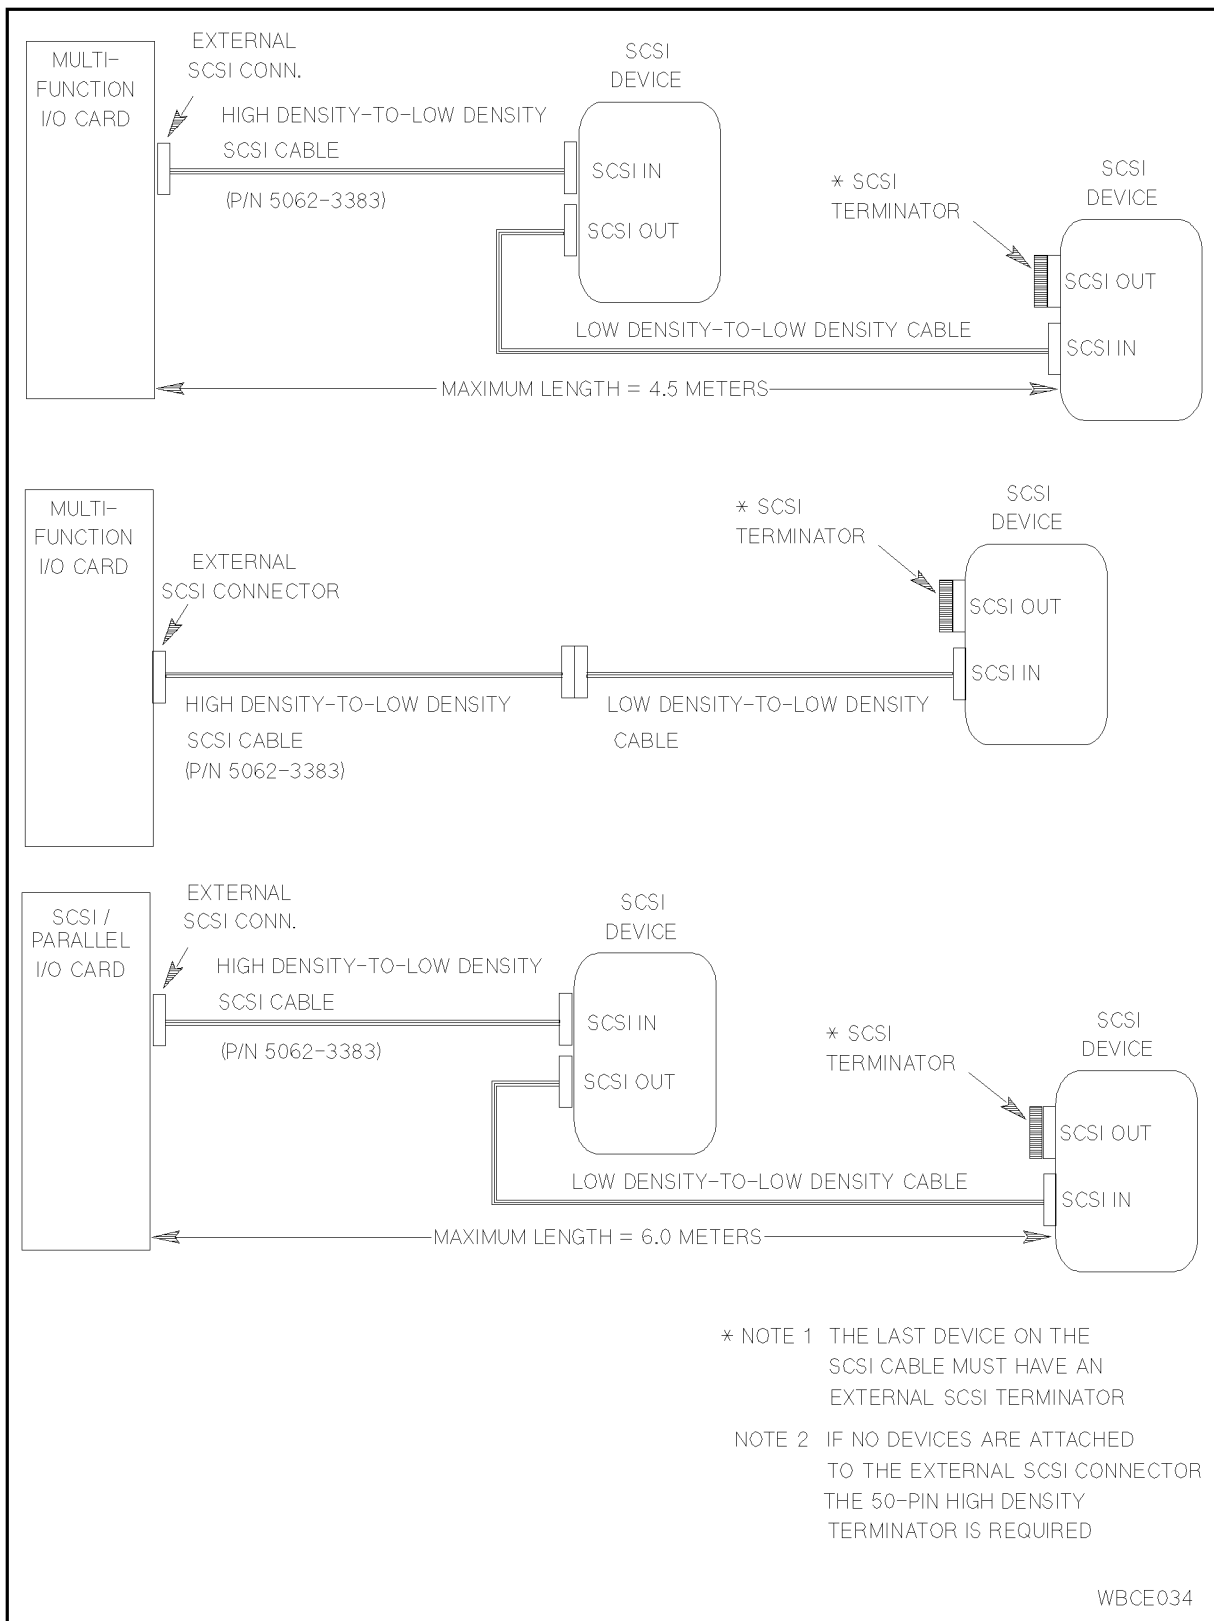 MULTI-
FUNCTION
I/O CARD
EXTERNAL
SCSI CONN.
HIGH DENSITY-TO-LOW DENSITY
SCSI CABLE
(P/N 5062-3383)
SCSI
DEVICE
SCSI IN
SCSI OUT
* SCSI
TERMINATOR
SCSI
DEVICE
SCSI OUT
SCSI IN
LOW DENSITY-TO-LOW DENSITY CABLE
MAXIMUM LENGTH = 4.5 METERS
MULTI-
FUNCTION
I/O CARD
EXTERNAL
SCSI CONNECTOR
* SCSI
TERMINATOR
SCSI
DEVICE
SCSI OUT
SCSI IN
HIGH DENSITY-TO-LOW DENSITY
SCSI CABLE
(P/N 5062-3383)
LOW DENSITY-TO-LOW DENSITY
CABLE
SCSI /
PARALLEL
I/O CARD
EXTERNAL
SCSI CONN.
HIGH DENSITY-TO-LOW DENSITY
SCSI CABLE
(P/N 5062-3383)
SCSI
DEVICE
SCSI IN
SCSI OUT
* SCSI
TERMINATOR
SCSI
DEVICE
SCSI OUT
SCSI IN
LOW DENSITY-TO-LOW DENSITY CABLE
MAXIMUM LENGTH = 6.0 METERS
* NOTE 1 THE LAST DEVICE ON THE
SCSI CABLE MUST HAVE AN
EXTERNAL SCSI TERMINATOR
NOTE 2 IF NO DEVICES ARE ATTACHED
TO THE EXTERNAL SCSI CONNECTOR
THE 50-PIN HIGH DENSITY
TERMINATOR IS REQUIRED
WBCE034